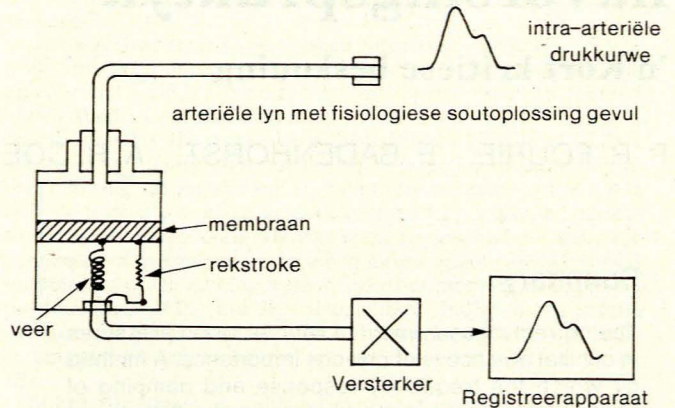 intra-arteriële
drukkurwe
arteriële lyn met fisiologiese soutoplossing gevul
membraan
rekstroke
veer
Versterker
Registreerapparaat